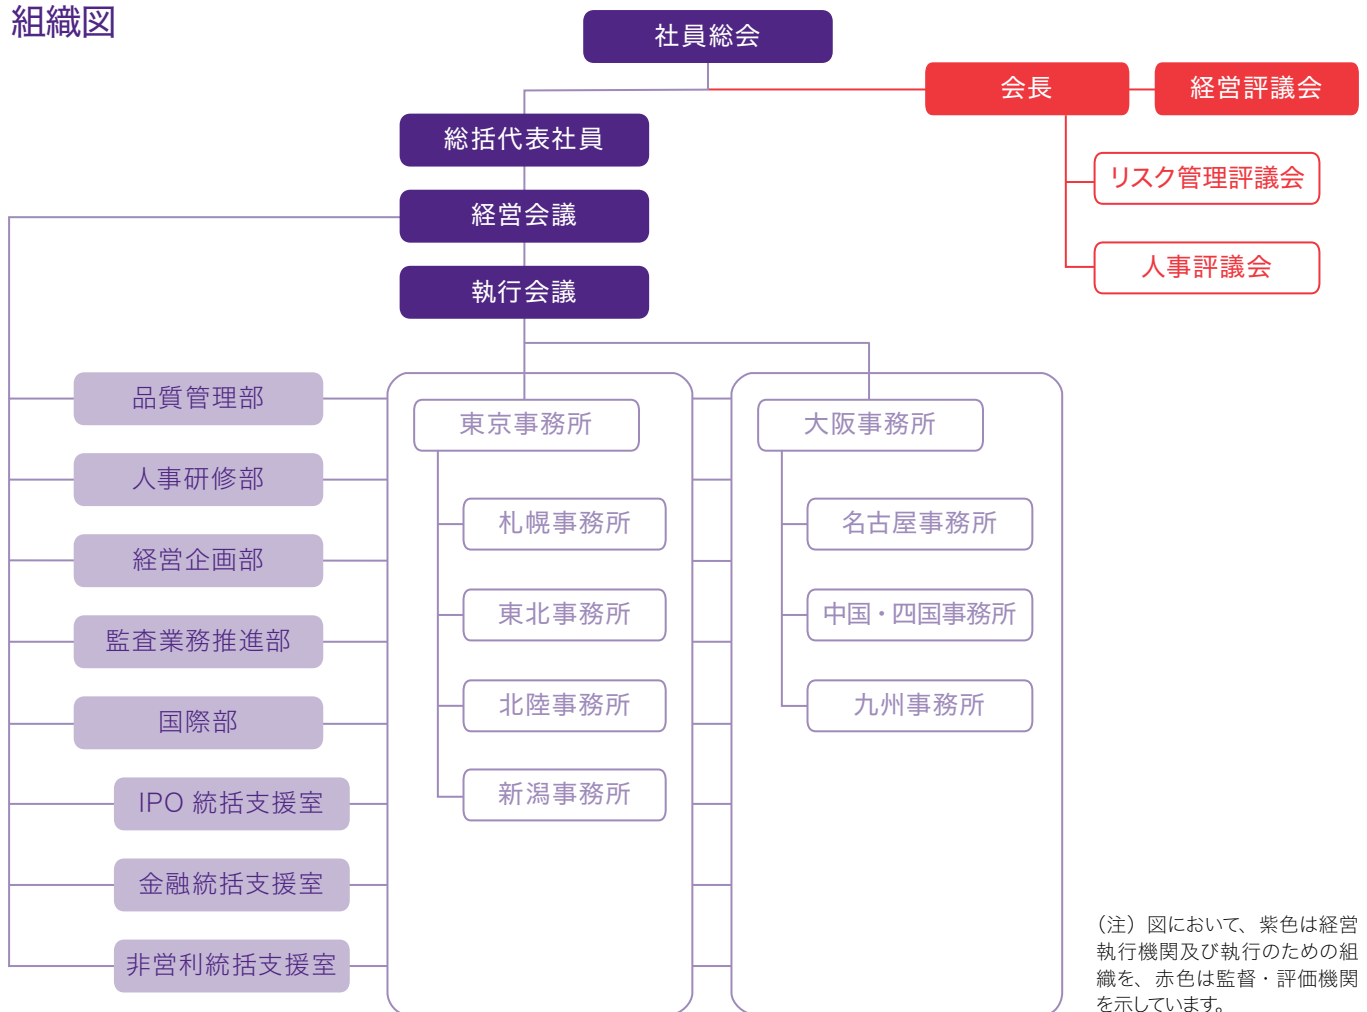 組織図
社員総会
会長
経営評議会
総括代表社員
リスク管理評議会
経営会議
人事評議会
執行会議
品質管理部
人事研修部
経営企画部
監査業務推進部
国際部
IPO 統括支援室
金融統括支援室
非営利統括支援室
東京事務所
札幌事務所
東北事務所
北陸事務所
新潟事務所
大阪事務所
名古屋事務所
中国・四国事務所
九州事務所
（注）図において、紫色は経営
執行機関及び執行のための組
織を、赤色は監督・評価機関
を示しています。